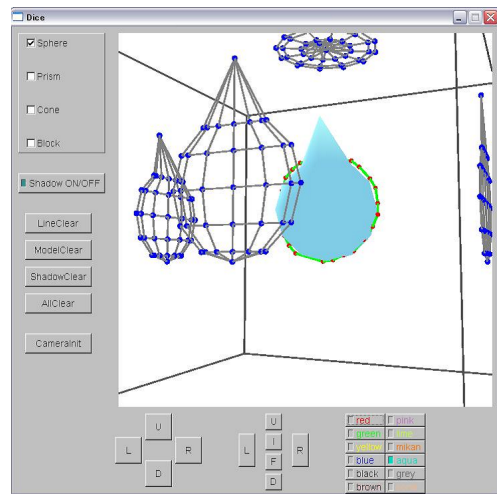 Dice
Sphere
Prism
Cone
Block
Shadow ON/OFF
LineClear
ModelClear
ShadowClear
AllClear
CameraInit
U
L R
D
U
L I R
F
D
red pink
green
yellow mikan
blue aqua
black grey
brown